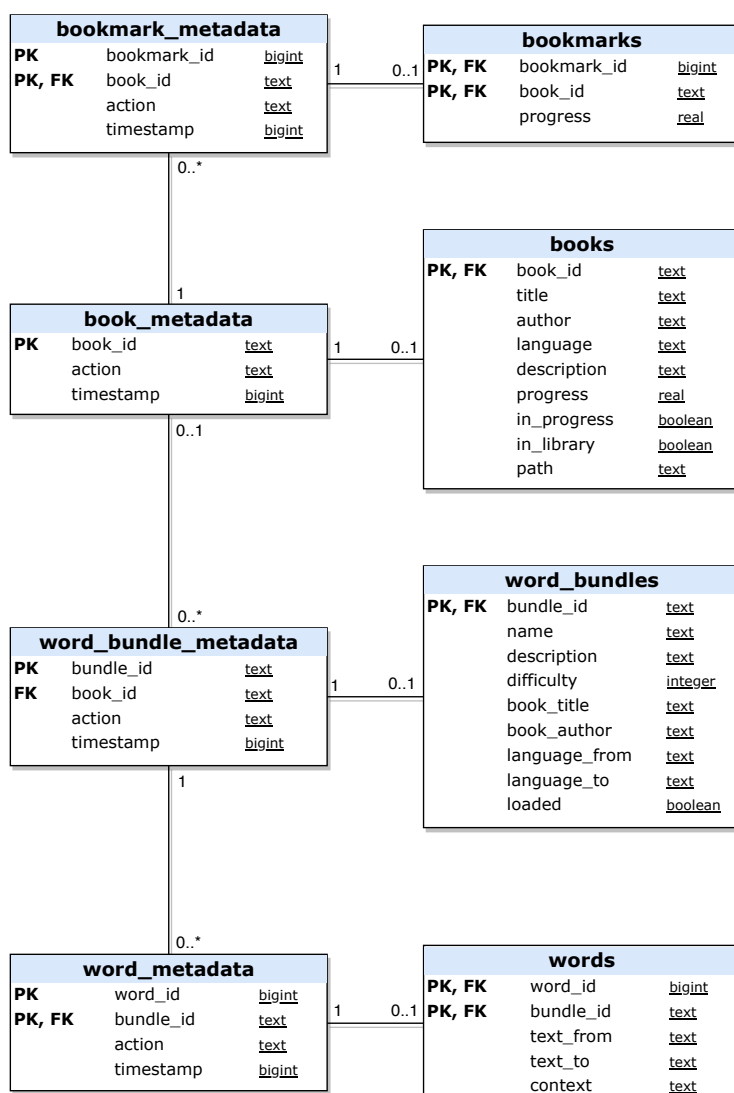 bookmark_metadata
PK bookmark_id bigint
PK, FK book_id text
action text
timestamp bigint
1 0..1
bookmarks
PK, FK bookmark_id bigint
PK, FK book_id text
progress real
0..*
1
book_metadata
PK book_id text
action text
timestamp bigint
1 0..1
books
PK, FK book_id text
title text
author text
language text
description text
progress real
in_progress boolean
in_library boolean
path text
0..1
0..*
word_bundle_metadata
PK bundle_id text
FK book_id text
action text
timestamp bigint
1 0..1
word_bundles
PK, FK bundle_id text
name text
description text
difficulty integer
book_title text
book_author text
language_from text
language_to text
loaded boolean
1
0..*
word_metadata
PK word_id bigint
PK, FK bundle_id text
action text
timestamp bigint
1 0..1
words
PK, FK word_id bigint
PK, FK bundle_id text
text_from text
text_to text
context text